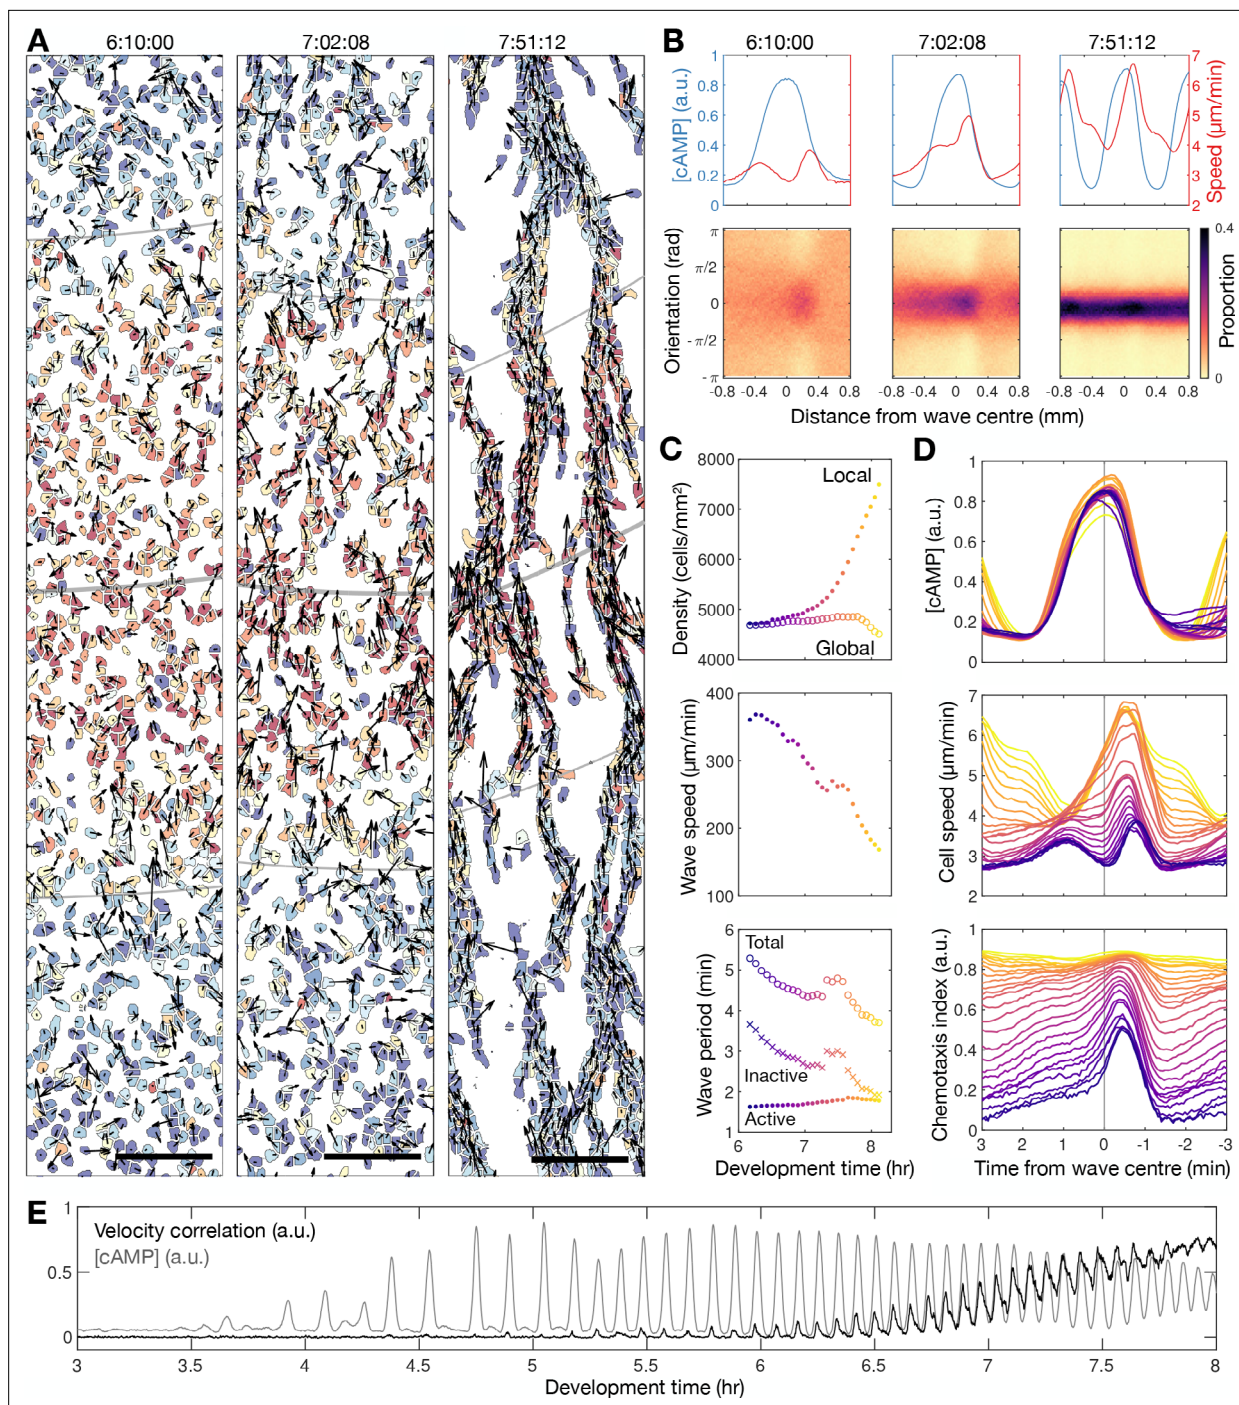 A
6:10:00 7:02:08 7:51:12
B
6:10:00 7:02:08 7:51:12
[cAMP] (a.u.)
1
0.8
0.6
0.4
0.2
0
Speed (µm/min)
7
6
5
4
3
2
Orientation (rad)
π
π/2
0
-π/2
-π
-0.8 -0.4 0 0.4 0.8 -0.8 -0.4 0 0.4 0.8 -0.8 -0.4 0 0.4 0.8
Distance from wave centre (mm)
0.4
Proportion
0
C
Density (cells/mm²)
8000
7000
6000
5000
4000
Local
Global
Wave speed (µm/min)
400
300
200
100
Wave period (min)
6
5
4
3
2
1
Total
Inactive
Active
6 7 8
Development time (hr)
D
[cAMP] (a.u.)
1
0.8
0.6
0.4
0.2
0
Cell speed (µm/min)
7
6
5
4
3
2
Chemotaxis index (a.u.)
1
0.8
0.6
0.4
0.2
0
3 2 1 0 -1 -2 -3
Time from wave centre (min)
E
1
0.5
0
Velocity correlation (a.u.)
[cAMP] (a.u.)
3 3.5 4 4.5 5 5.5 6 6.5 7 7.5 8
Development time (hr)